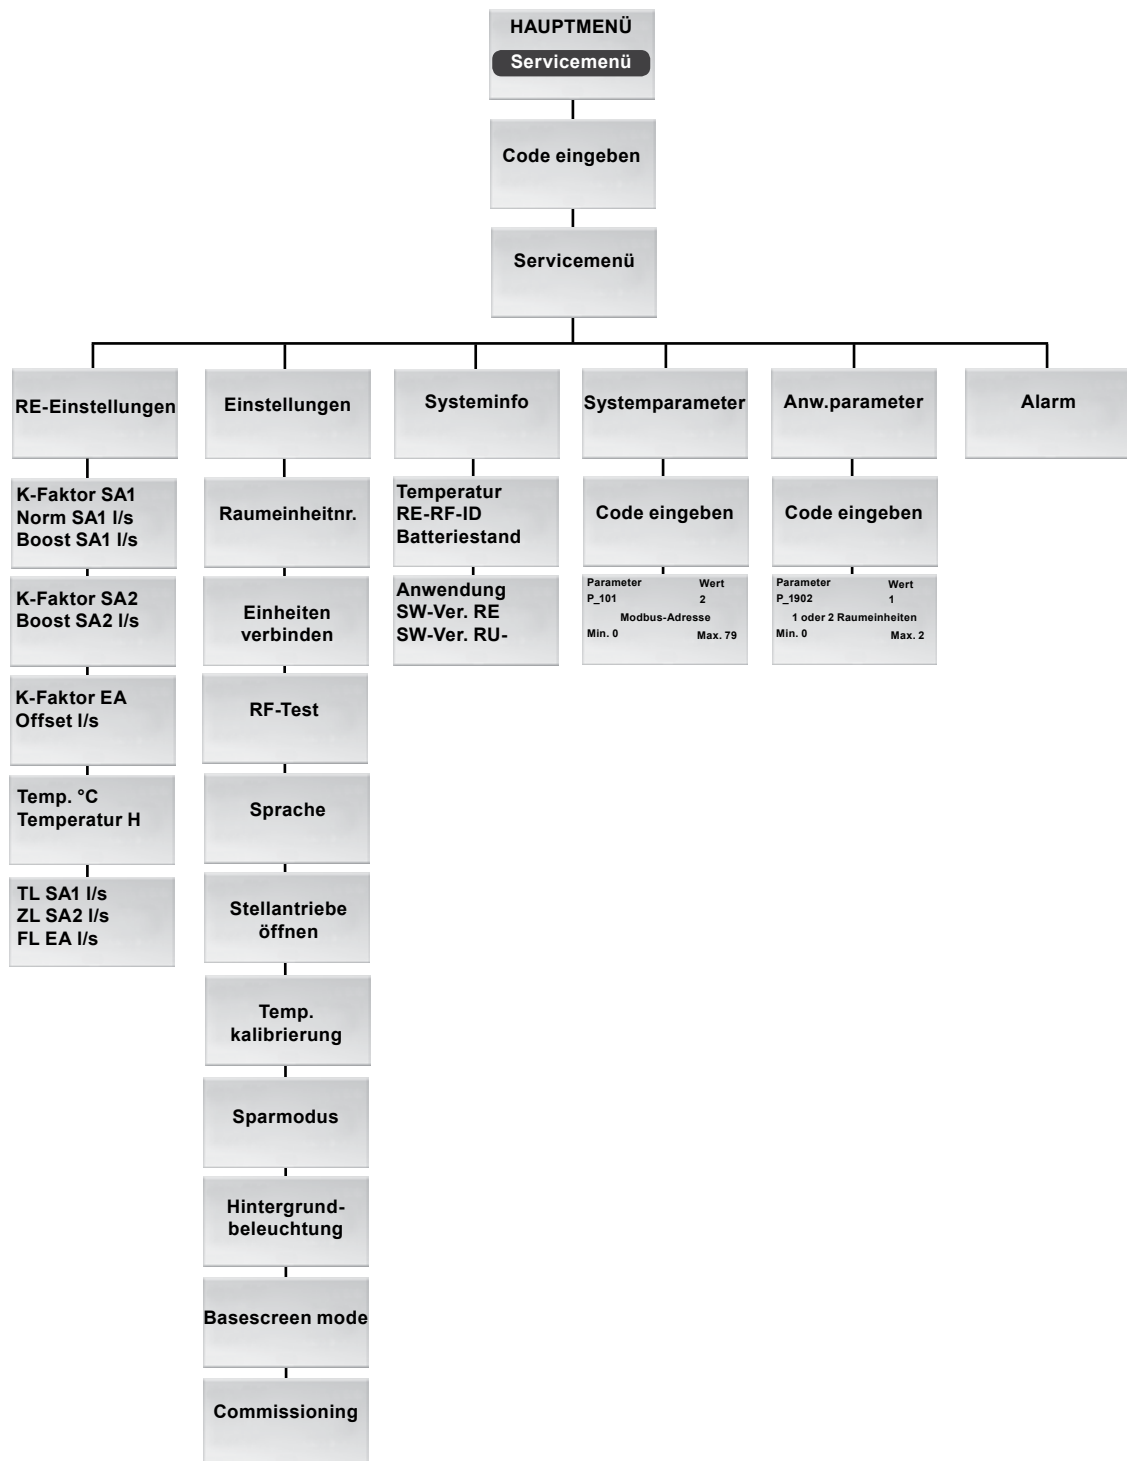 HAUPTMENÜ
Servicemenü
Code eingeben
Servicemenü
RE-Einstellungen
K-Faktor SA1
Norm SA1 l/s
Boost SA1 l/s
K-Faktor SA2
Boost SA2 l/s
K-Faktor EA
Offset l/s
Temp. °C
Temperatur H
TL SA1 l/s
ZL SA2 l/s
FL EA l/s
Einstellungen
Raumeinheitnr.
Einheiten
verbinden
RF-Test
Sprache
Stellantriebe
öffnen
Temp.
kalibrierung
Sparmodus
Hintergrund-
beleuchtung
Basescreen mode
Commissioning
Systeminfo
Temperatur
RE-RF-ID
Batteriestand
Anwendung
SW-Ver. RE
SW-Ver. RU-
Systemparameter
Code eingeben
Parameter Wert
P_101 2
Modbus-Adresse
Min. 0 Max. 79
Anw.parameter
Code eingeben
Parameter Wert
P_1902 1
1 oder 2 Raumeinheiten
Min. 0 Max. 2
Alarm